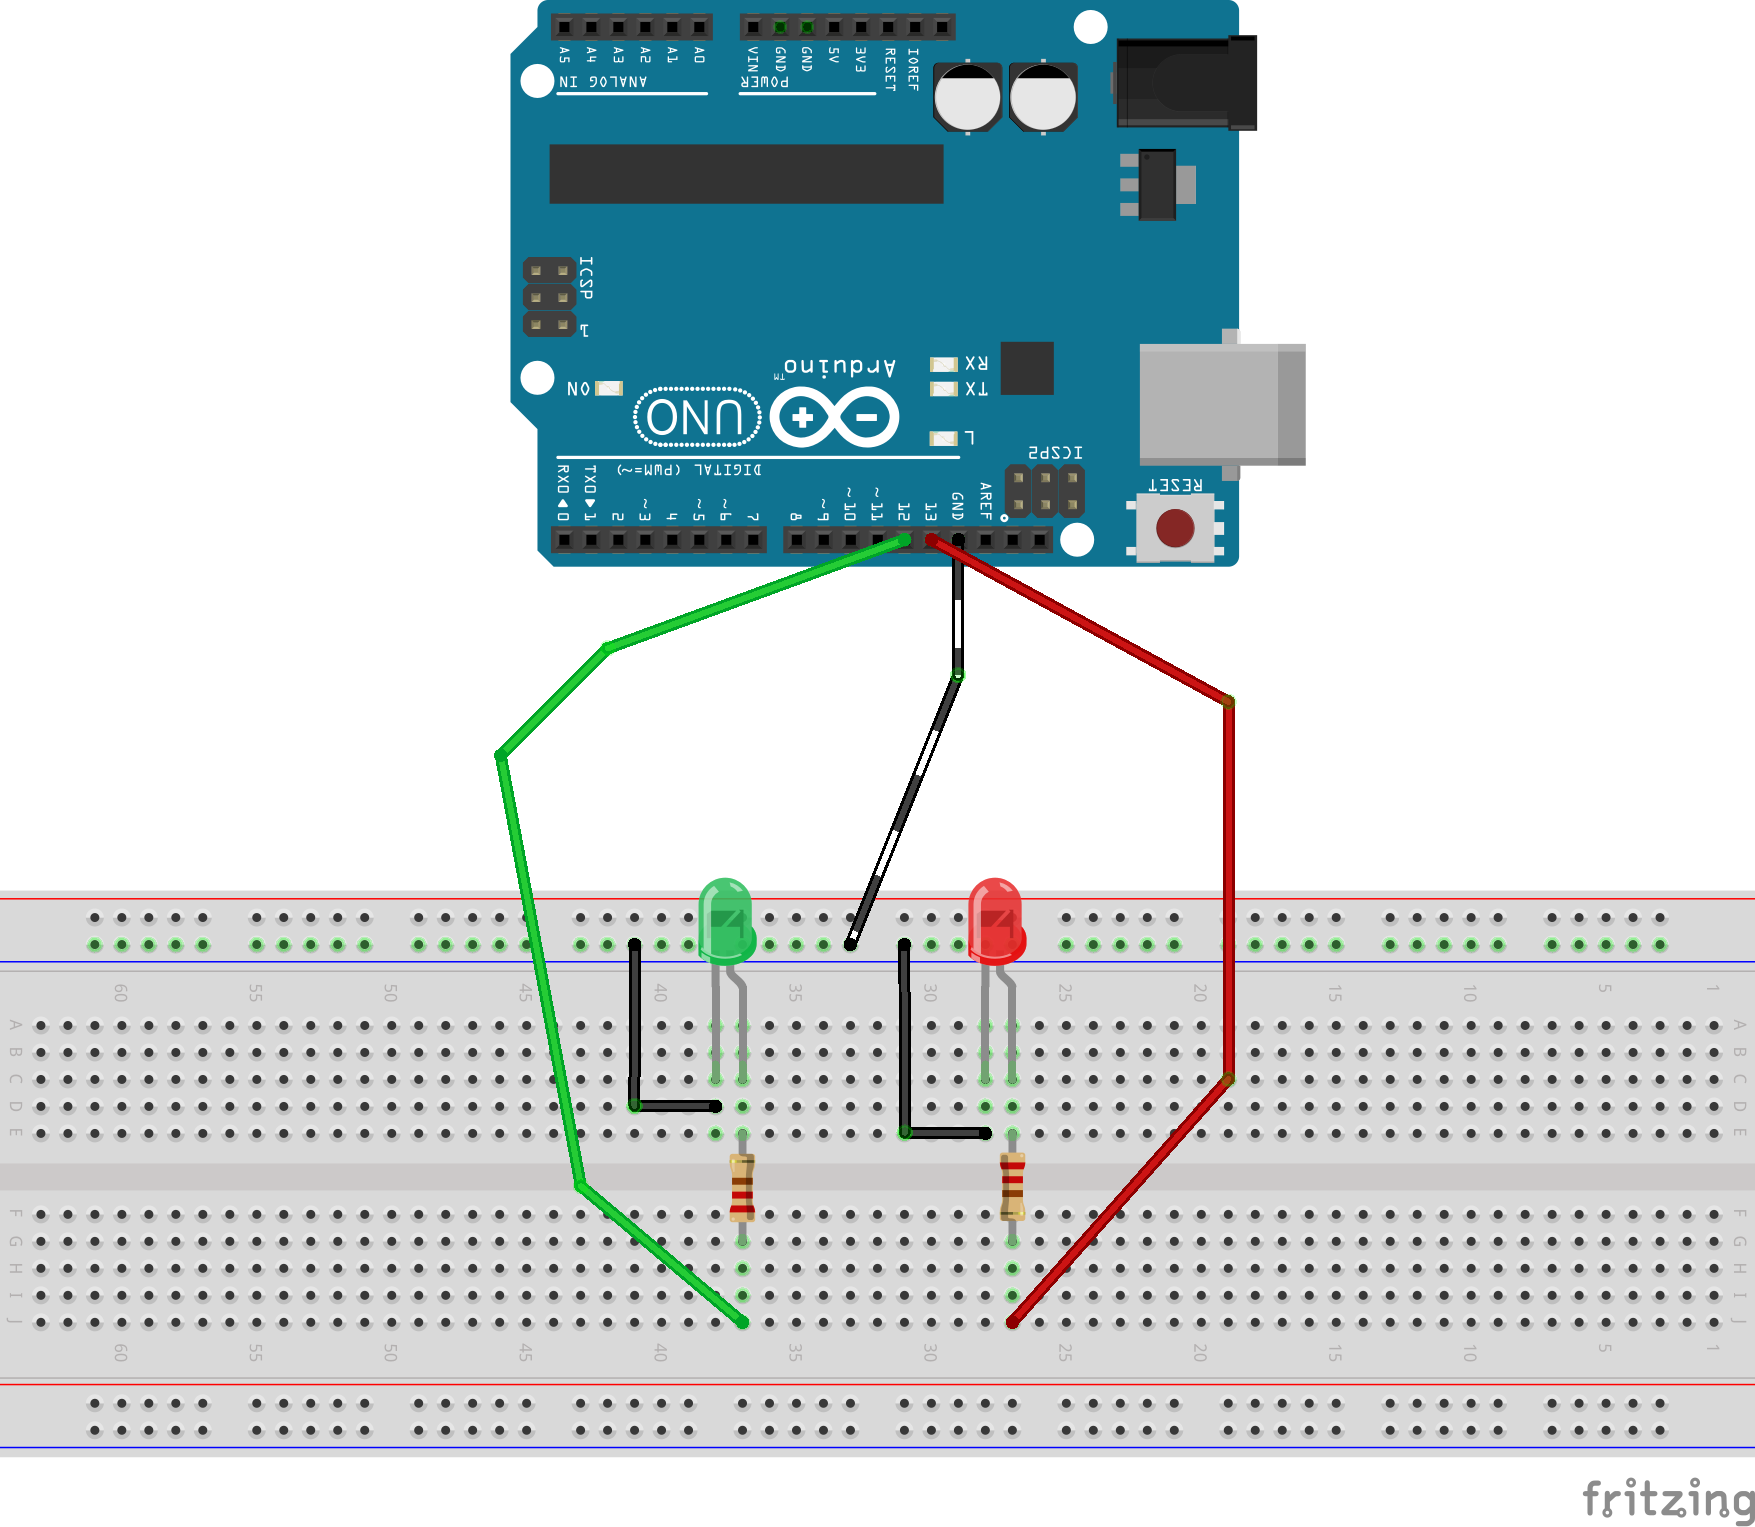 A5 A4 A3 A2 A1 A0
ANALOG IN
VIN GND GND 5V 3V3 RESET IOREF
POWER
ICSP
1
ON
UNO
Arduino
TM
RX
TX
L
ICSP2
RESET
DIGITAL (PWM=~)
RX0◀0 TX0▶1 2 ~3 4 ~5 ~6 7 8 ~9 ~10 ~11 12 13 GND AREF
60 55 50 45 40 35 30 25 20 15 10 5 1
A A
B B
C C
D D
E E
F F
G G
H H
I I
J J
60 55 50 45 40 35 30 25 20 15 10 5 1
fritzing